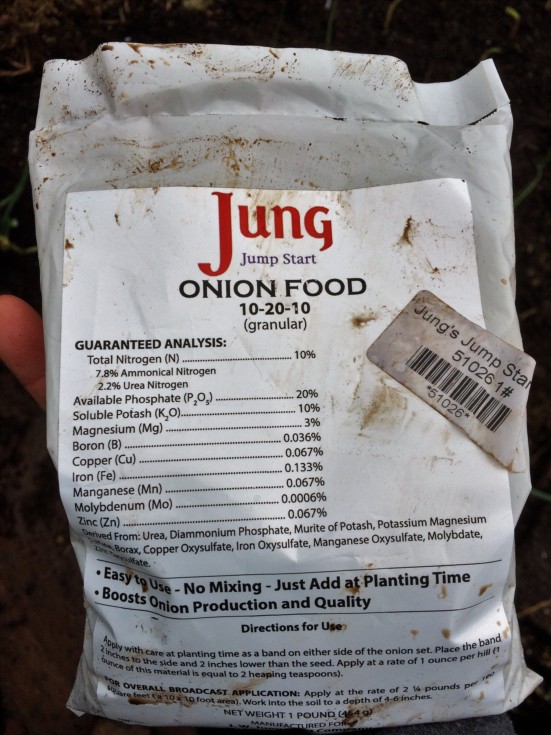 Jung
Jump Start
ONION FOOD
10-20-10
(granular)
GUARANTEED ANALYSIS:
Total Nitrogen (N) ........................ 10%
7.8% Ammonical Nitrogen
2.2% Urea Nitrogen
Available Phosphate (P₂O₅) ............... 20%
Soluble Potash (K₂O) ........................ 10%
Magnesium (Mg) ........................ 3%
Boron (B) ........................ 0.036%
Copper (Cu) ........................ 0.067%
Iron (Fe) ........................ 0.133%
Manganese (Mn) ........................ 0.067%
Molybdenum (Mo) ........................ 0.0006%
Zinc (Zn) ........................ 0.067%
Derived From: Urea, Diammonium Phosphate, Murite of Potash, Potassium Magnesium
Borax, Copper Oxysulfate, Iron Oxysulfate, Manganese Oxysulfate, Molybdate,
• Easy to Use - No Mixing - Just Add at Planting Time
• Boosts Onion Production and Quality
Directions for Use
Apply with care at planting time as a band on either side of the onion set. Place the band
2 inches to the side and 2 inches lower than the seed. Apply at a rate of 1 ounce per hill (1
ounce of this material is equal to 2 heaping teaspoons).
FOR OVERALL BROADCAST APPLICATION: Apply at the rate of 2 ¼ pounds per 100
square feet (a 10 x 10 foot area). Work into the soil to a depth of 4-6 inches.
NET WEIGHT 1 POUND (454 g)
MANUFACTURED FOR
Jung's Jump Star
51026 1#
*51026*